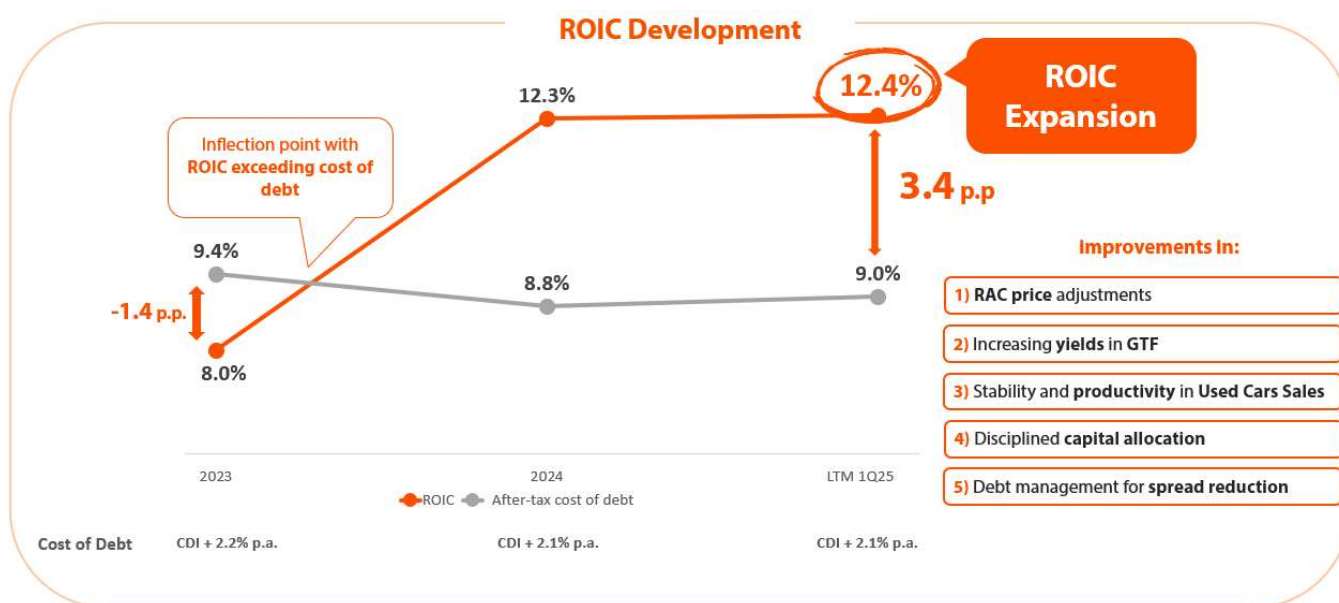 ROIC Development
12.4%
ROIC
Expansion
12.3%
Inflection point with
ROIC exceeding cost of
debt
3.4 p.p
9.4%
8.8%
9.0%
-1.4 p.p.
8.0%
Improvements in:
1) RAC price adjustments
2) Increasing yields in GTF
3) Stability and productivity in Used Cars Sales
4) Disciplined capital allocation
5) Debt management for spread reduction
2023
2024
LTM 1Q25
ROIC
After-tax cost of debt
Cost of Debt
CDI + 2.2% p.a.
CDI + 2.1% p.a.
CDI + 2.1% p.a.